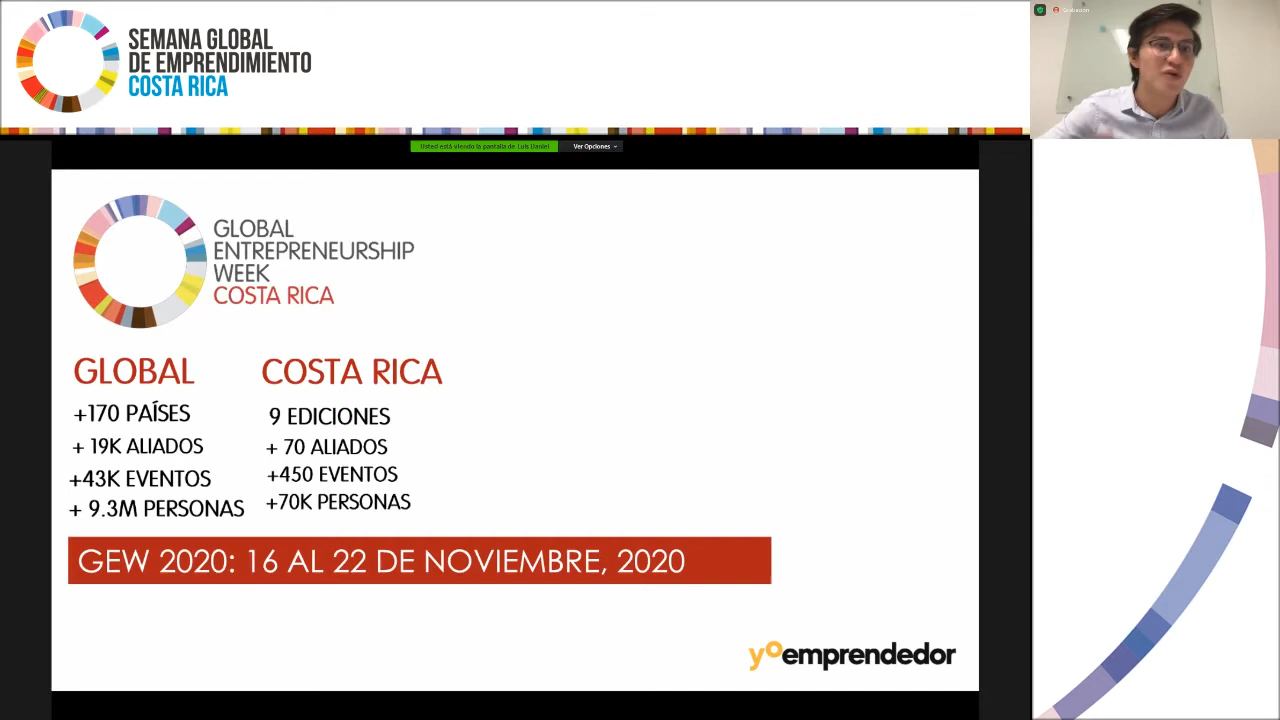 SEMANA GLOBAL
DE EMPRENDIMIENTO
COSTA RICA
Grabación
Usted está viendo la pantalla de Luis Daniel
Ver Opciones
GLOBAL
ENTREPRENEURSHIP
WEEK
COSTA RICA
GLOBAL
+170 PAÍSES
+ 19K ALIADOS
+43K EVENTOS
+ 9.3M PERSONAS
COSTA RICA
9 EDICIONES
+ 70 ALIADOS
+450 EVENTOS
+70K PERSONAS
GEW 2020: 16 AL 22 DE NOVIEMBRE, 2020
yoemprendedor